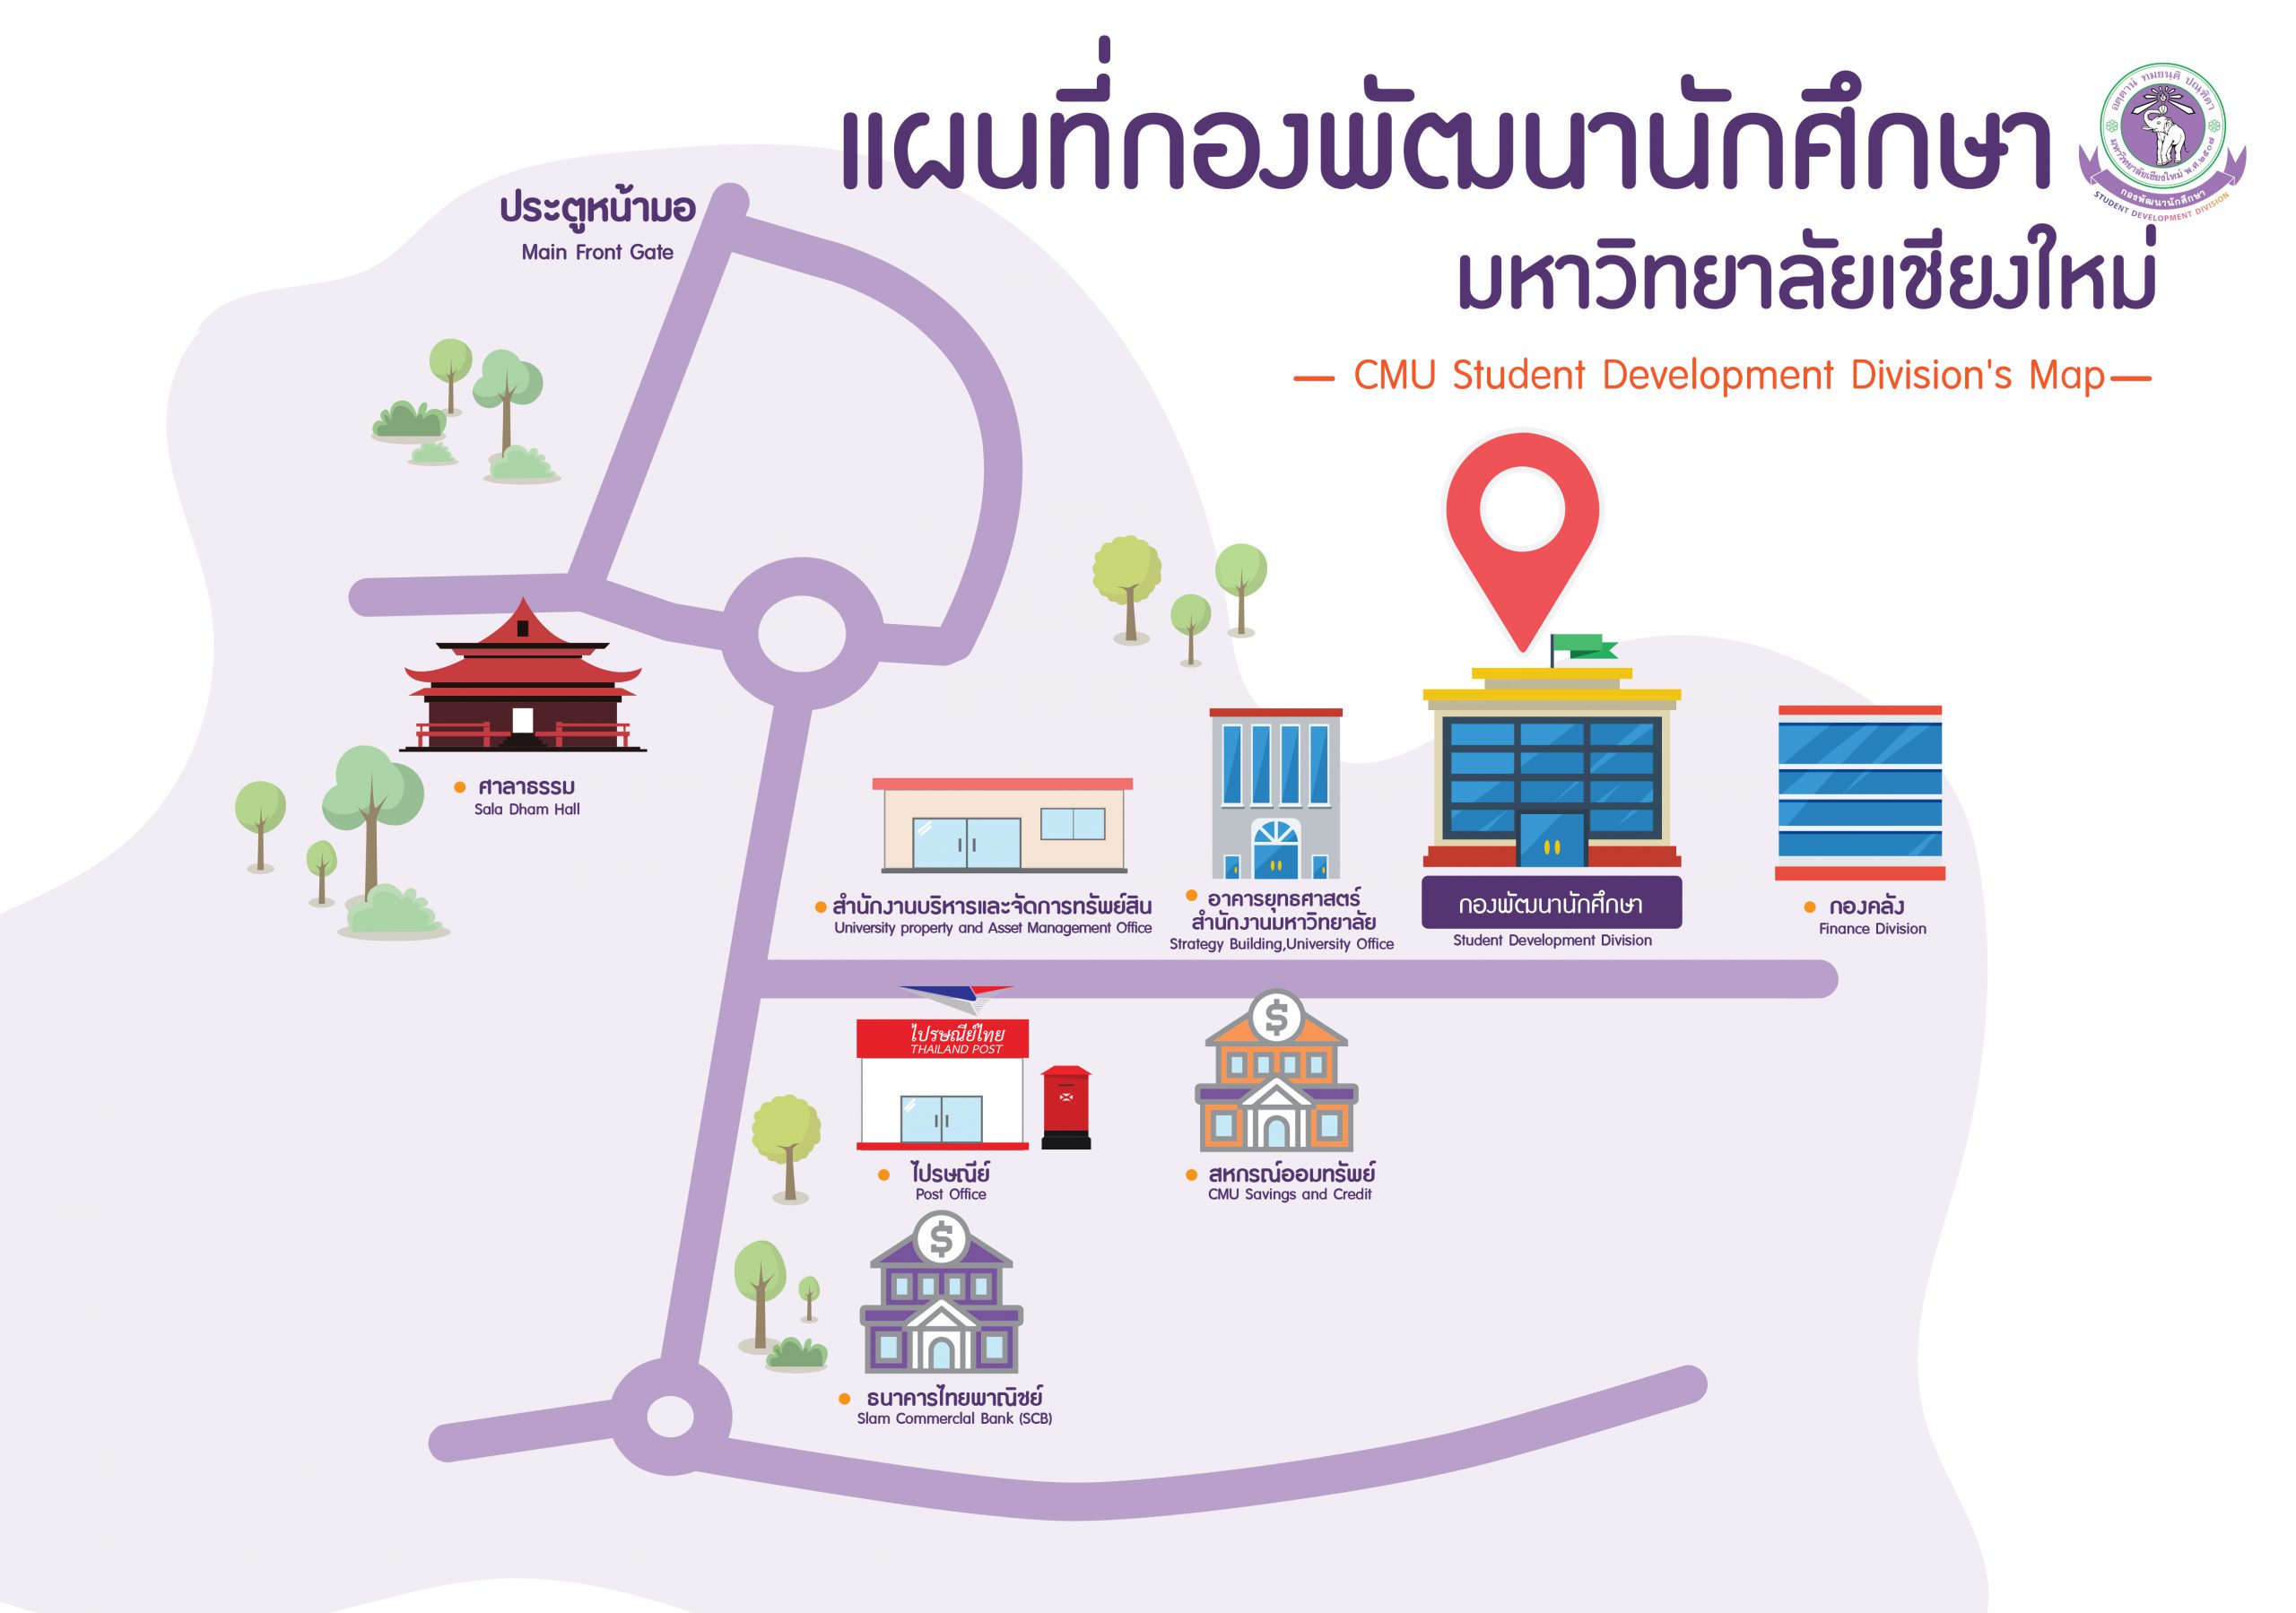 แผนที่กองพัฒนานักศึกษา
มหาวิทยาลัยเชียงใหม่
CMU Student Development Division's Map
อตฺตานํ ทมยนฺติ ปณฺฑิตา
มหาวิทยาลัยเชียงใหม่ พ.ศ.๒๕๐๗
กองพัฒนานักศึกษา
STUDENT DEVELOPMENT DIVISION
ประตูหน้ามอ
Main Front Gate
ศาลาธรรม
Sala Dham Hall
สำนักงานบริหารและจัดการทรัพย์สิน
University property and Asset Management Office
อาคารยุทธศาสตร์
สำนักงานมหาวิทยาลัย
Strategy Building,University Office
กองพัฒนานักศึกษา
Student Development Division
กองคลัง
Finance Division
ไปรษณีย์ไทย
THAILAND POST
ไปรษณีย์
Post Office
$
สหกรณ์ออมทรัพย์
CMU Savings and Credit
$
ธนาคารไทยพาณิชย์
SIam CommercIal Bank (SCB)